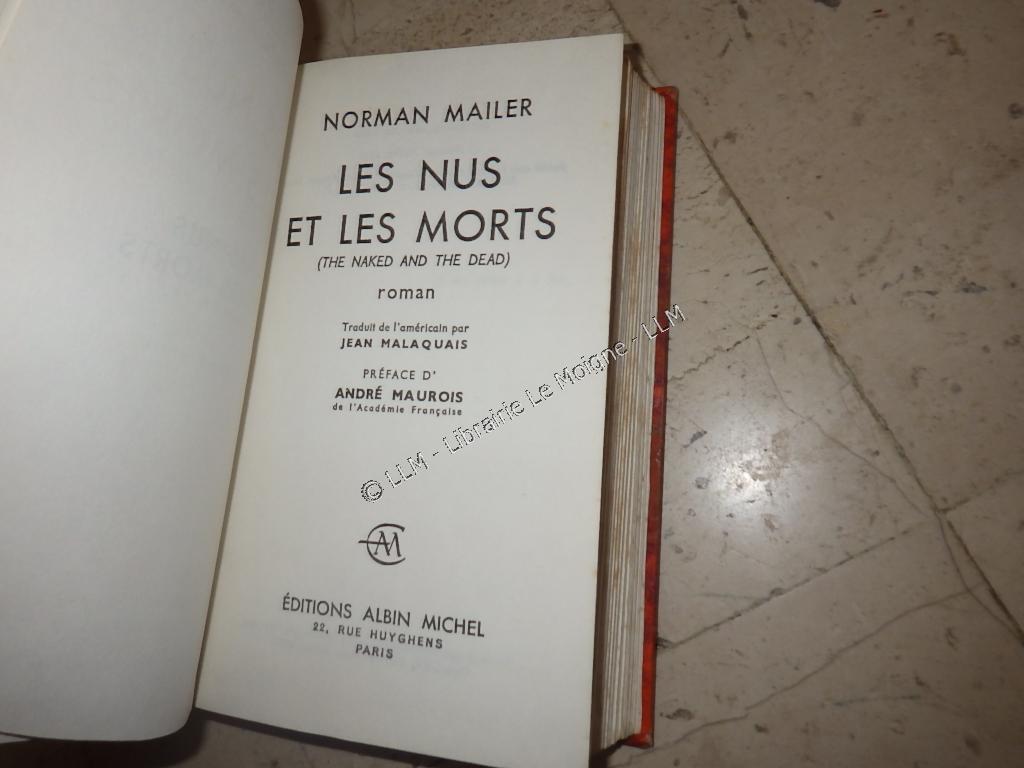 NORMAN MAILER
LES NUS
ET LES MORTS
(THE NAKED AND THE DEAD)
roman
Traduit de l'américain par
JEAN MALAQUAIS
PRÉFACE D'
ANDRÉ MAUROIS
de l'Académie Française
© LLM - Librairie Le Moigne - LLM
AM
ÉDITIONS ALBIN MICHEL
22, RUE HUYGHENS
PARIS